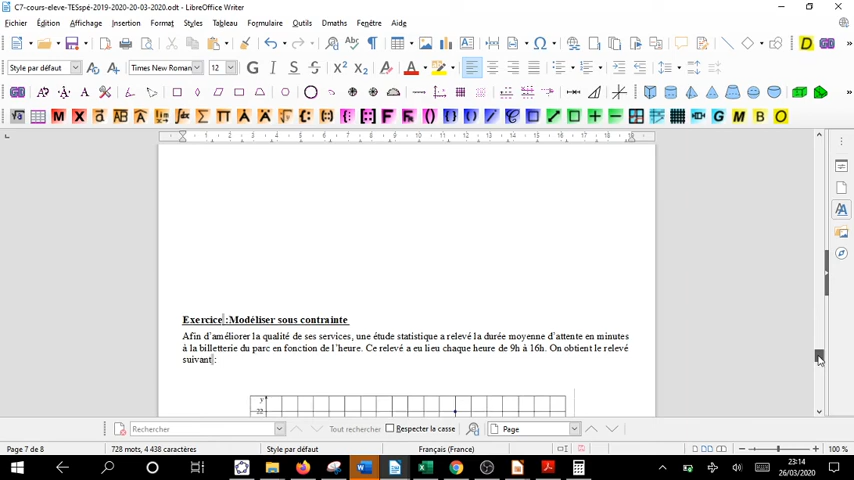 C7-cours-eleve-TESspé-2019-2020-20-03-2020.odt - LibreOffice Writer
Fichier Édition Affichage Insertion Format Styles Tableau Formulaire Outils Dmaths Fenêtre Aide
Style par défaut Times New Roman 12
Exercice :Modéliser sous contrainte
Afin d'améliorer la qualité de ses services, une étude statistique a relevé la durée moyenne d'attente en minutes
à la billetterie du parc en fonction de l'heure. Ce relevé a eu lieu chaque heure de 9h à 16h. On obtient le relevé
suivant :
y
22
Rechercher Tout rechercher Respecter la casse Page
Page 7 de 8 728 mots, 4 438 caractères Style par défaut Français (France) 100 %
23:14
26/03/2020